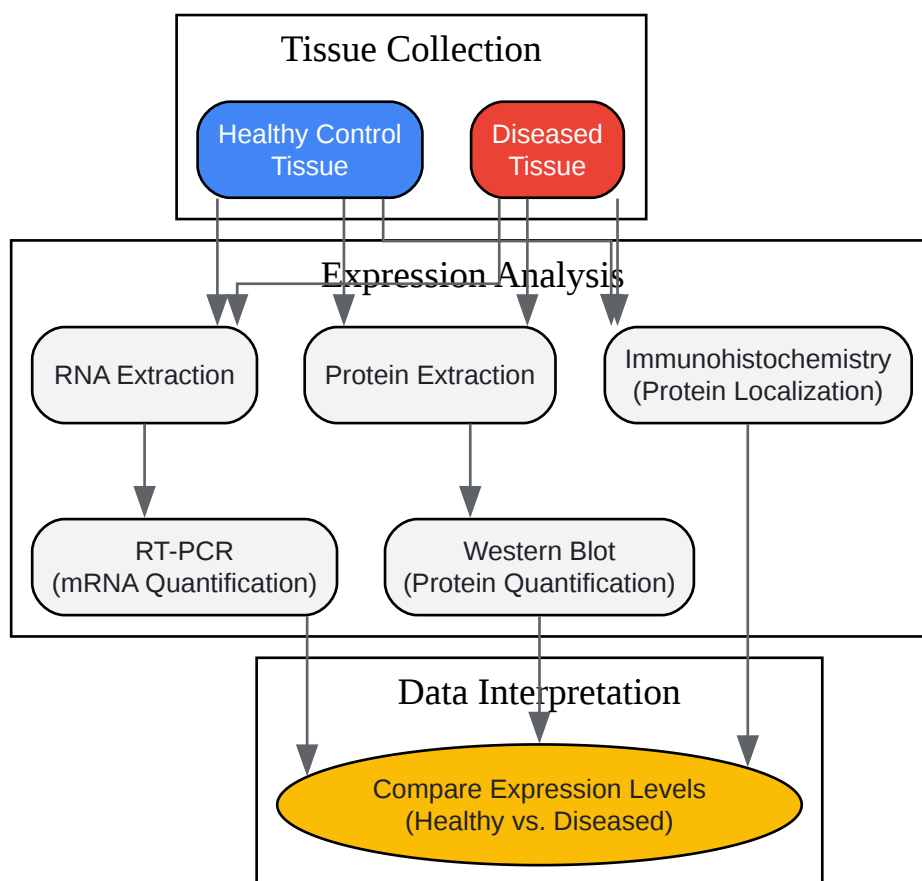 Tissue Collection
Healthy Control
Tissue
Diseased
Tissue
Expression Analysis
RNA Extraction
Protein Extraction
Immunohistochemistry
(Protein Localization)
RT-PCR
(mRNA Quantification)
Western Blot
(Protein Quantification)
Data Interpretation
Compare Expression Levels
(Healthy vs. Diseased)